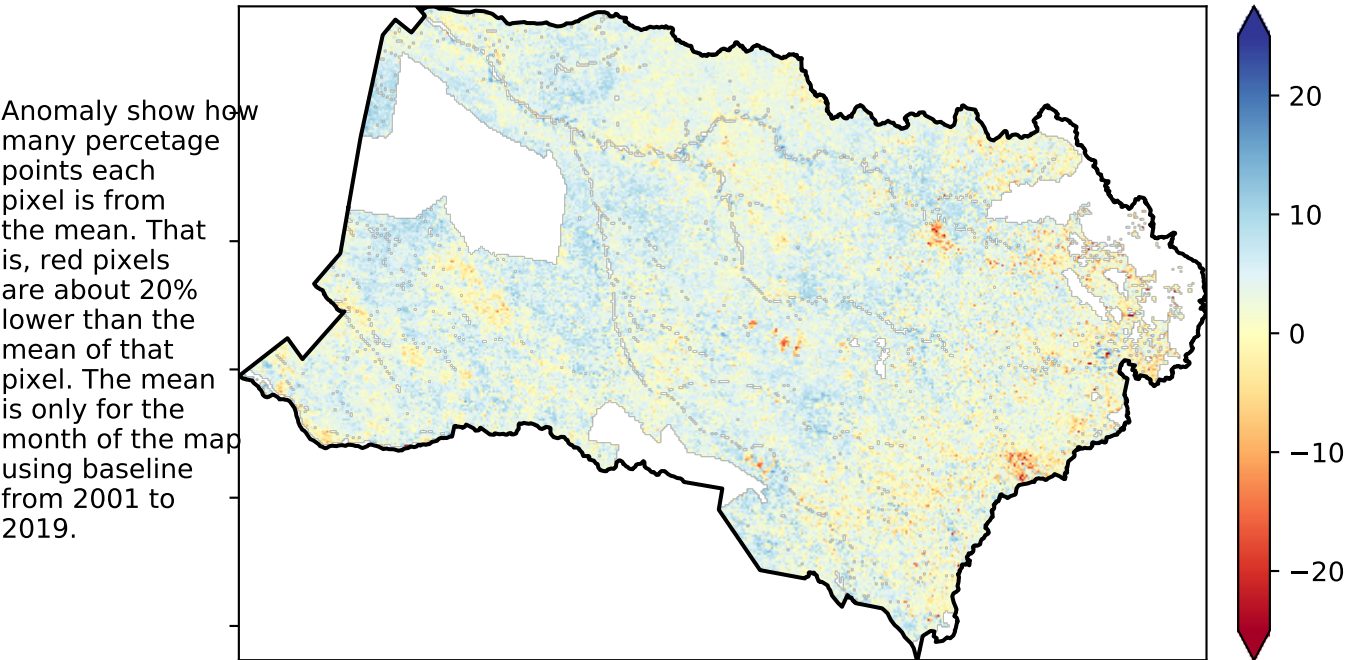 Anomaly show how
many percetage
points each
pixel is from
the mean. That
is, red pixels
are about 20%
lower than the
mean of that
pixel. The mean
is only for the
month of the map
using baseline
from 2001 to
2019.
20
10
0
−10
−20